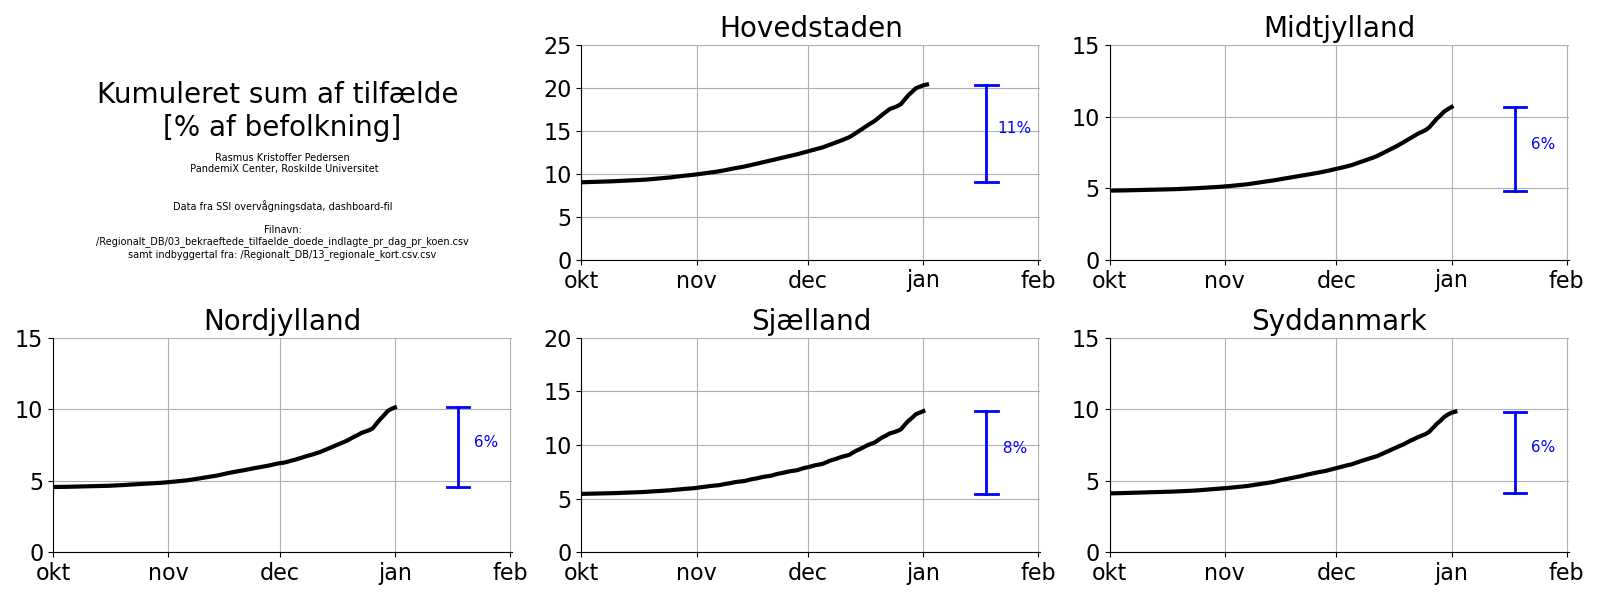 Kumuleret sum af tilfælde
[% af befolkning]
Rasmus Kristoffer Pedersen
PandemiX Center, Roskilde Universitet
Data fra SSI overvågningsdata, dashboard-fil
Filnavn:
/Regionalt_DB/03_bekraeftede_tilfaelde_doede_indlagte_pr_dag_pr_koen.csv
samt indbyggertal fra: /Regionalt_DB/13_regionale_kort.csv.csv
Hovedstaden
25
20
15
10
5
0
11%
okt nov dec jan feb
Midtjylland
15
10
5
0
6%
okt nov dec jan feb
Nordjylland
15
10
5
0
6%
okt nov dec jan feb
Sjælland
20
15
10
5
0
8%
okt nov dec jan feb
Syddanmark
15
10
5
0
6%
okt nov dec jan feb